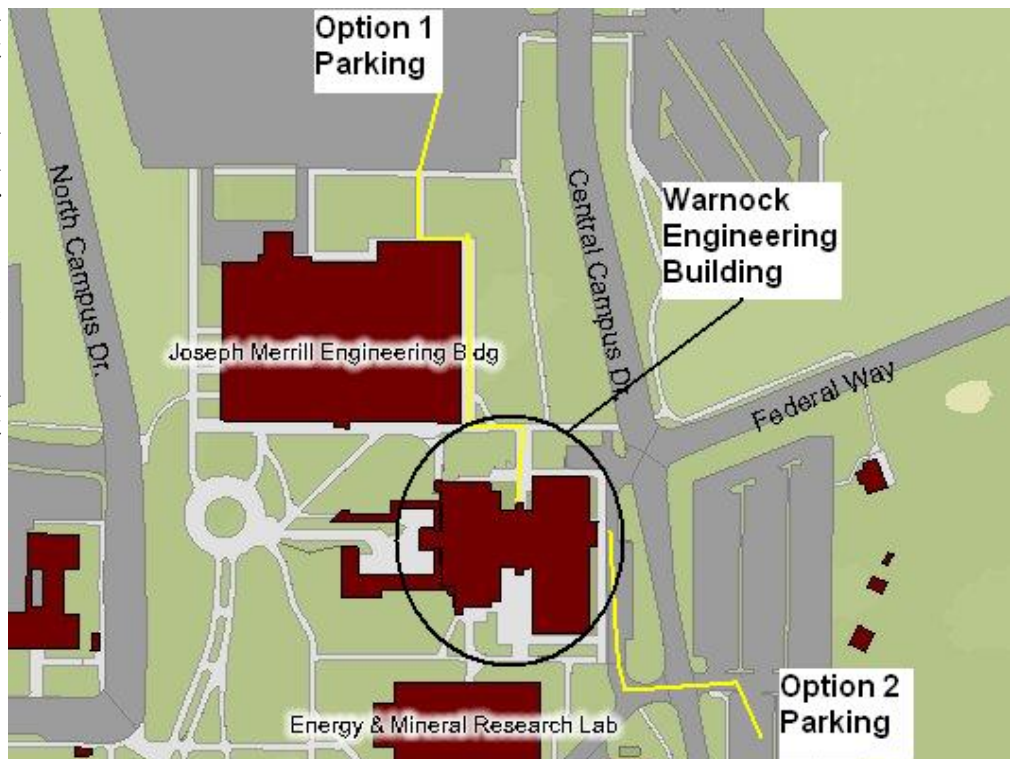 Option 1
Parking
North Campus Dr.
Central Campus Dr.
Warnock
Engineering
Building
Joseph Merrill Engineering Bldg
Federal Way
Option 2
Parking
Energy & Mineral Research Lab